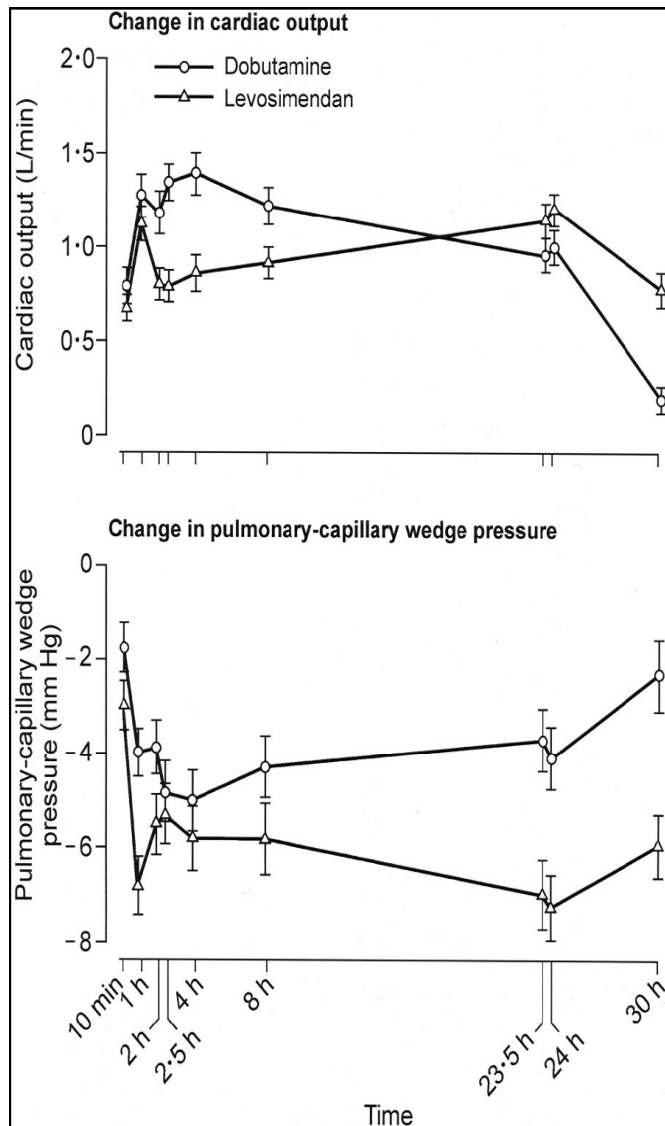 Change in cardiac output
2·0
Dobutamine
Levosimendan
1·5
1·0
0·5
0
Cardiac output (L/min)
Change in pulmonary-capillary wedge pressure
0
−2
−4
−6
−8
Pulmonary-capillary wedge
pressure (mm Hg)
10 min
1 h
2 h
2·5 h
4 h
8 h
23·5 h
24 h
30 h
Time